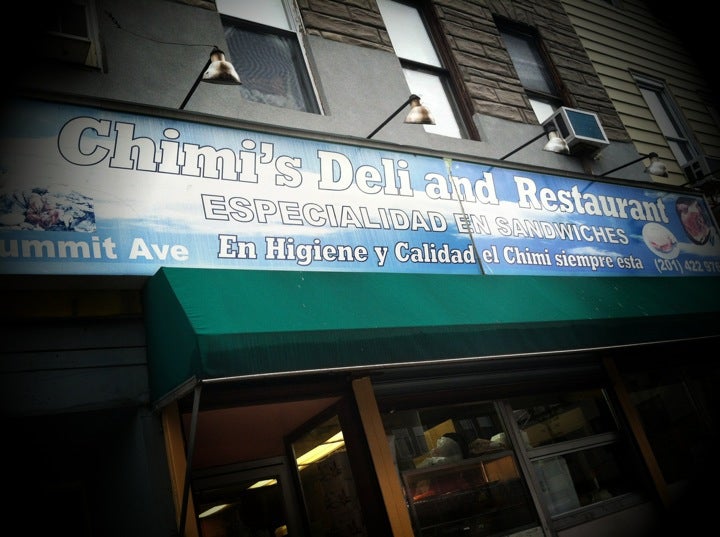 Chimi's Deli and Restaurant
ESPECIALIDAD EN SANDWICHES
ummit Ave
En Higiene y Calidad el Chimi siempre esta
(201) 422